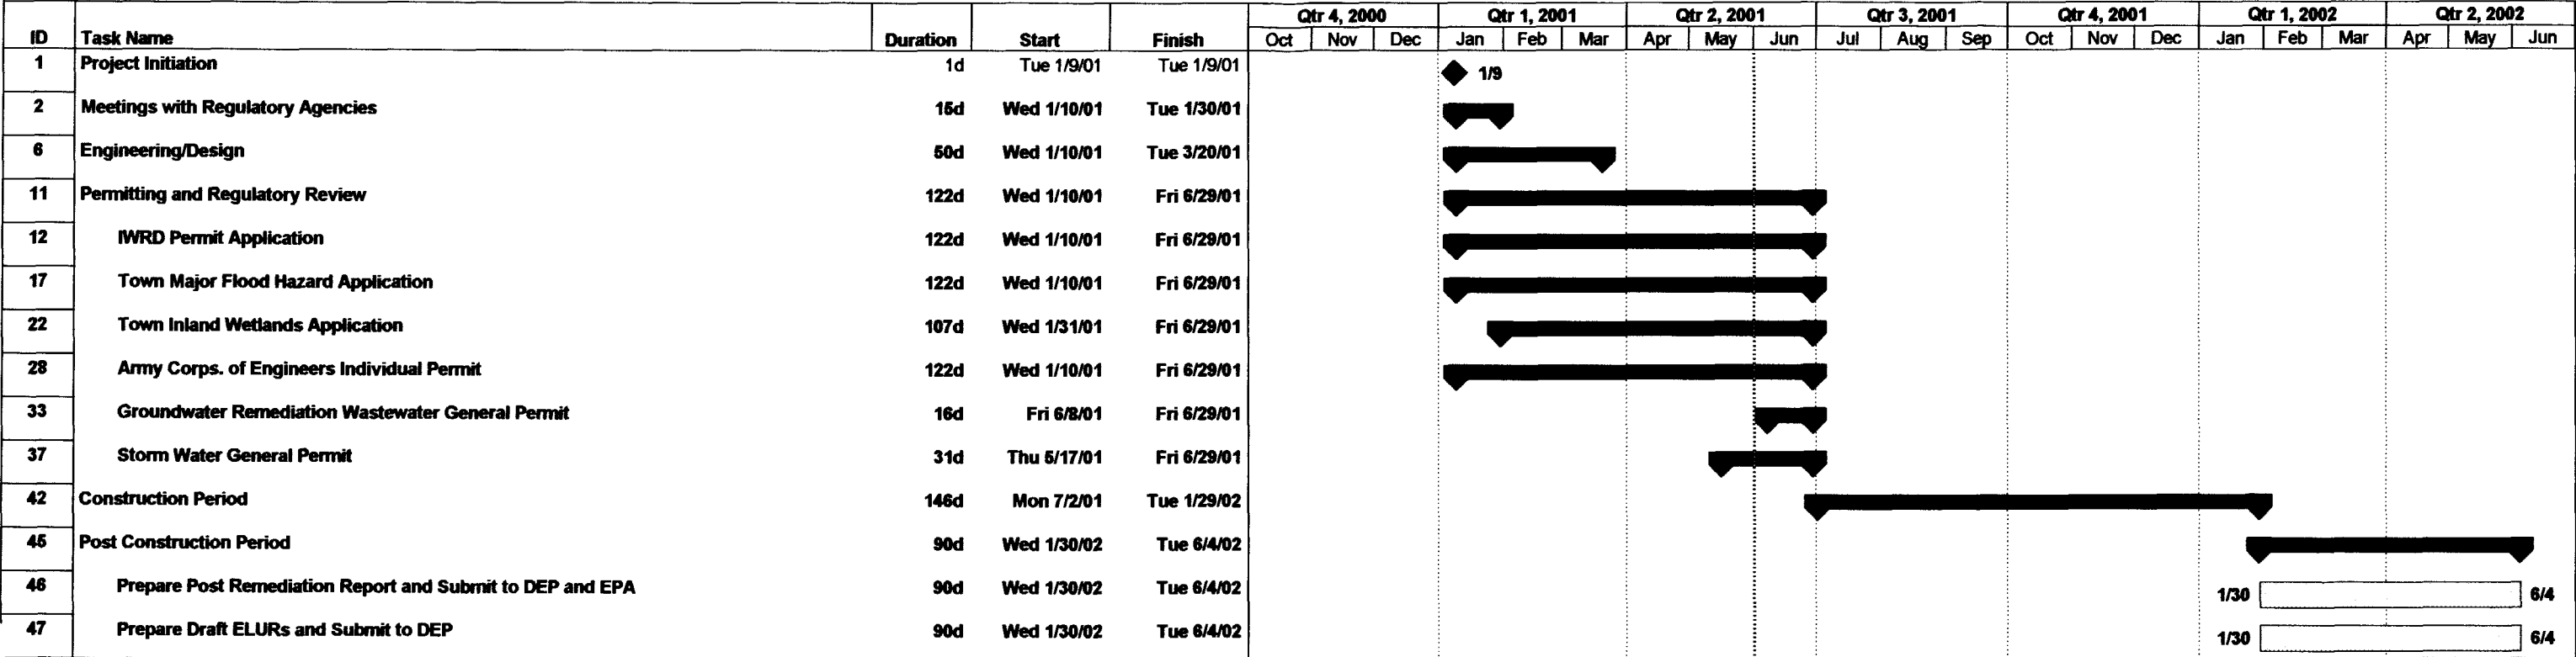 Qtr 4, 2000 Qtr 1, 2001 Qtr 2, 2001 Qtr 3, 2001 Qtr 4, 2001 Qtr 1, 2002 Qtr 2, 2002
ID Task Name Duration Start Finish Oct Nov Dec Jan Feb Mar Apr May Jun Jul Aug Sep Oct Nov Dec Jan Feb Mar Apr May Jun
1 Project Initiation 1d Tue 1/9/01 Tue 1/9/01 1/9
2 Meetings with Regulatory Agencies 15d Wed 1/10/01 Tue 1/30/01
6 Engineering/Design 50d Wed 1/10/01 Tue 3/20/01
11 Permitting and Regulatory Review 122d Wed 1/10/01 Fri 6/29/01
12 IWRD Permit Application 122d Wed 1/10/01 Fri 6/29/01
17 Town Major Flood Hazard Application 122d Wed 1/10/01 Fri 6/29/01
22 Town Inland Wetlands Application 107d Wed 1/31/01 Fri 6/29/01
28 Army Corps. of Engineers Individual Permit 122d Wed 1/10/01 Fri 6/29/01
33 Groundwater Remediation Wastewater General Permit 16d Fri 6/8/01 Fri 6/29/01
37 Storm Water General Permit 31d Thu 5/17/01 Fri 6/29/01
42 Construction Period 146d Mon 7/2/01 Tue 1/29/02
45 Post Construction Period 90d Wed 1/30/02 Tue 6/4/02
46 Prepare Post Remediation Report and Submit to DEP and EPA 90d Wed 1/30/02 Tue 6/4/02 1/30 6/4
47 Prepare Draft ELURs and Submit to DEP 90d Wed 1/30/02 Tue 6/4/02 1/30 6/4